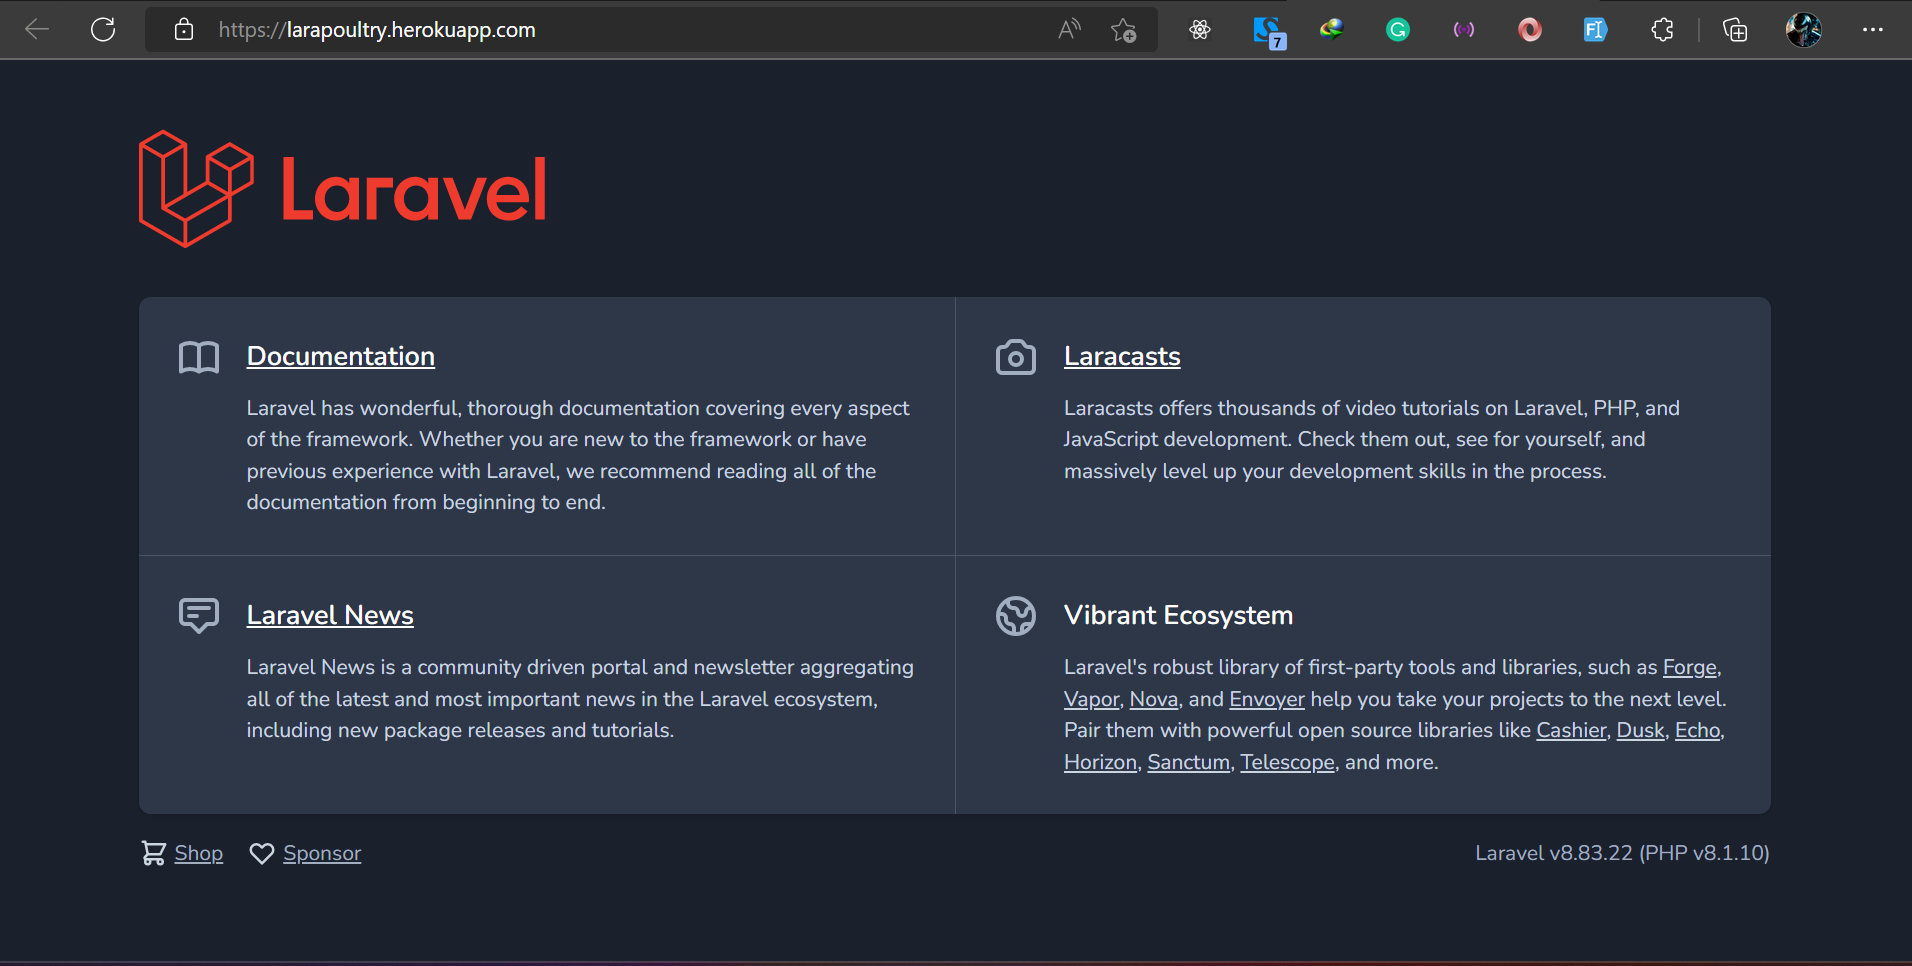 https://larapoultry.herokuapp.com
A
7
G
FI
Laravel
Documentation
Laravel has wonderful, thorough documentation covering every aspect
of the framework. Whether you are new to the framework or have
previous experience with Laravel, we recommend reading all of the
documentation from beginning to end.
Laracasts
Laracasts offers thousands of video tutorials on Laravel, PHP, and
JavaScript development. Check them out, see for yourself, and
massively level up your development skills in the process.
Laravel News
Laravel News is a community driven portal and newsletter aggregating
all of the latest and most important news in the Laravel ecosystem,
including new package releases and tutorials.
Vibrant Ecosystem
Laravel's robust library of first-party tools and libraries, such as Forge,
Vapor, Nova, and Envoyer help you take your projects to the next level.
Pair them with powerful open source libraries like Cashier, Dusk, Echo,
Horizon, Sanctum, Telescope, and more.
Shop
Sponsor
Laravel v8.83.22 (PHP v8.1.10)